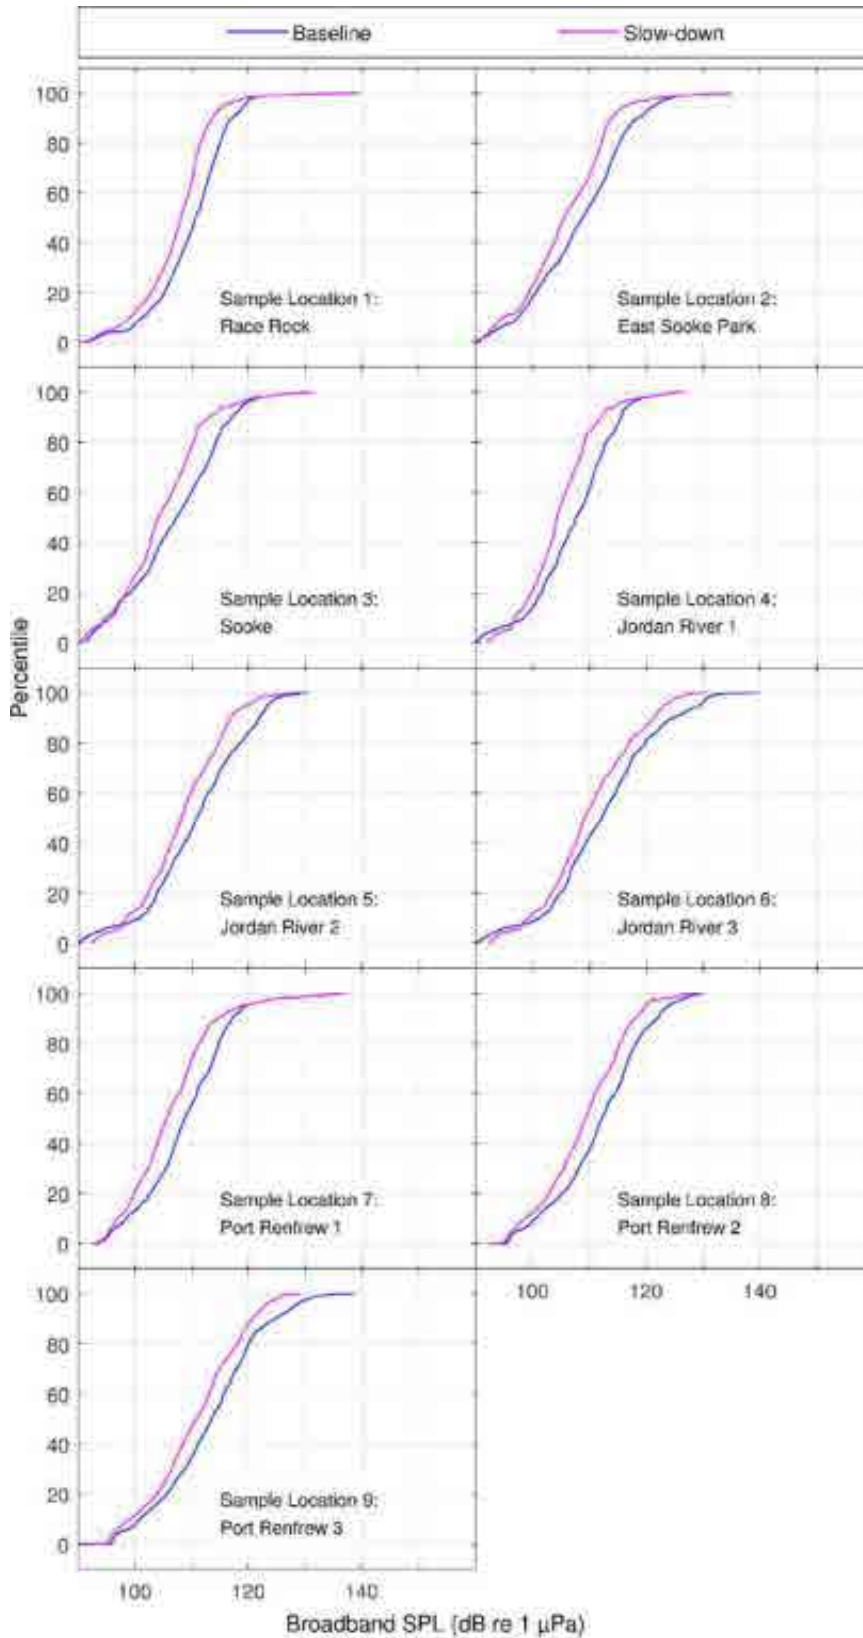 Baseline Slow-down
100
80
60
40
20
0
Sample Location 1:
Race Rock
Sample Location 2:
East Sooke Park
100
80
60
40
20
0
Sample Location 3:
Sooke
Sample Location 4:
Jordan River 1
Percentile
100
80
60
40
20
0
Sample Location 5:
Jordan River 2
Sample Location 6:
Jordan River 3
100
80
60
40
20
0
Sample Location 7:
Port Renfrew 1
Sample Location 8:
Port Renfrew 2
100 120 140
100
80
60
40
20
0
Sample Location 9:
Port Renfrew 3
100 120 140
Broadband SPL (dB re 1 µPa)